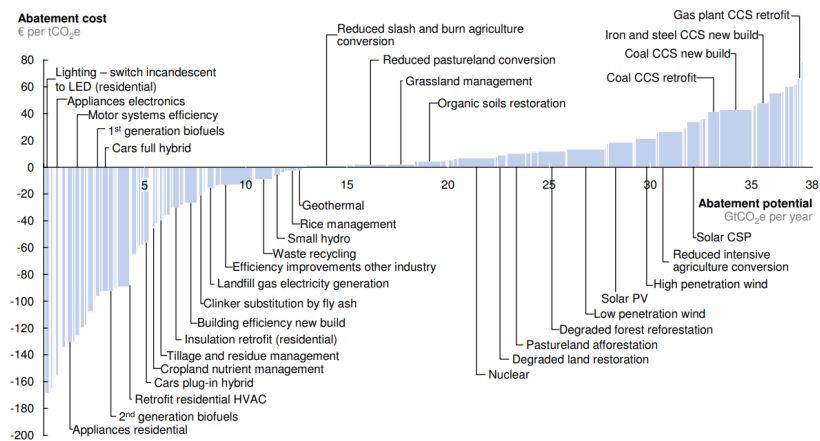 Abatement cost
€ per tCO2e
80
60
40
20
0
-20
-40
-60
-80
-100
-120
-140
-160
-180
-200
Lighting – switch incandescent
to LED (residential)
Appliances electronics
Motor systems efficiency
1st generation biofuels
Cars full hybrid
Reduced slash and burn agriculture
conversion
Reduced pastureland conversion
Grassland management
Organic soils restoration
Gas plant CCS retrofit
Iron and steel CCS new build
Coal CCS new build
Coal CCS retrofit
5
10
15
20
25
30
35
38
Abatement potential
GtCO2e per year
Geothermal
Rice management
Small hydro
Waste recycling
Efficiency improvements other industry
Landfill gas electricity generation
Clinker substitution by fly ash
Building efficiency new build
Insulation retrofit (residential)
Tillage and residue management
Cropland nutrient management
Cars plug-in hybrid
Retrofit residential HVAC
2nd generation biofuels
Appliances residential
Solar CSP
Reduced intensive
agriculture conversion
High penetration wind
Solar PV
Low penetration wind
Degraded forest reforestation
Pastureland afforestation
Degraded land restoration
Nuclear